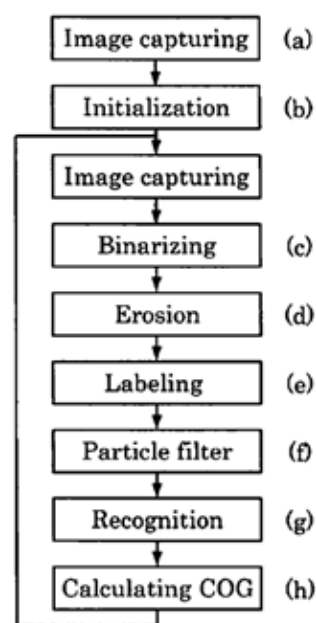 Image capturing (a)
Initialization (b)
Image capturing
Binarizing (c)
Erosion (d)
Labeling (e)
Particle filter (f)
Recognition (g)
Calculating COG (h)